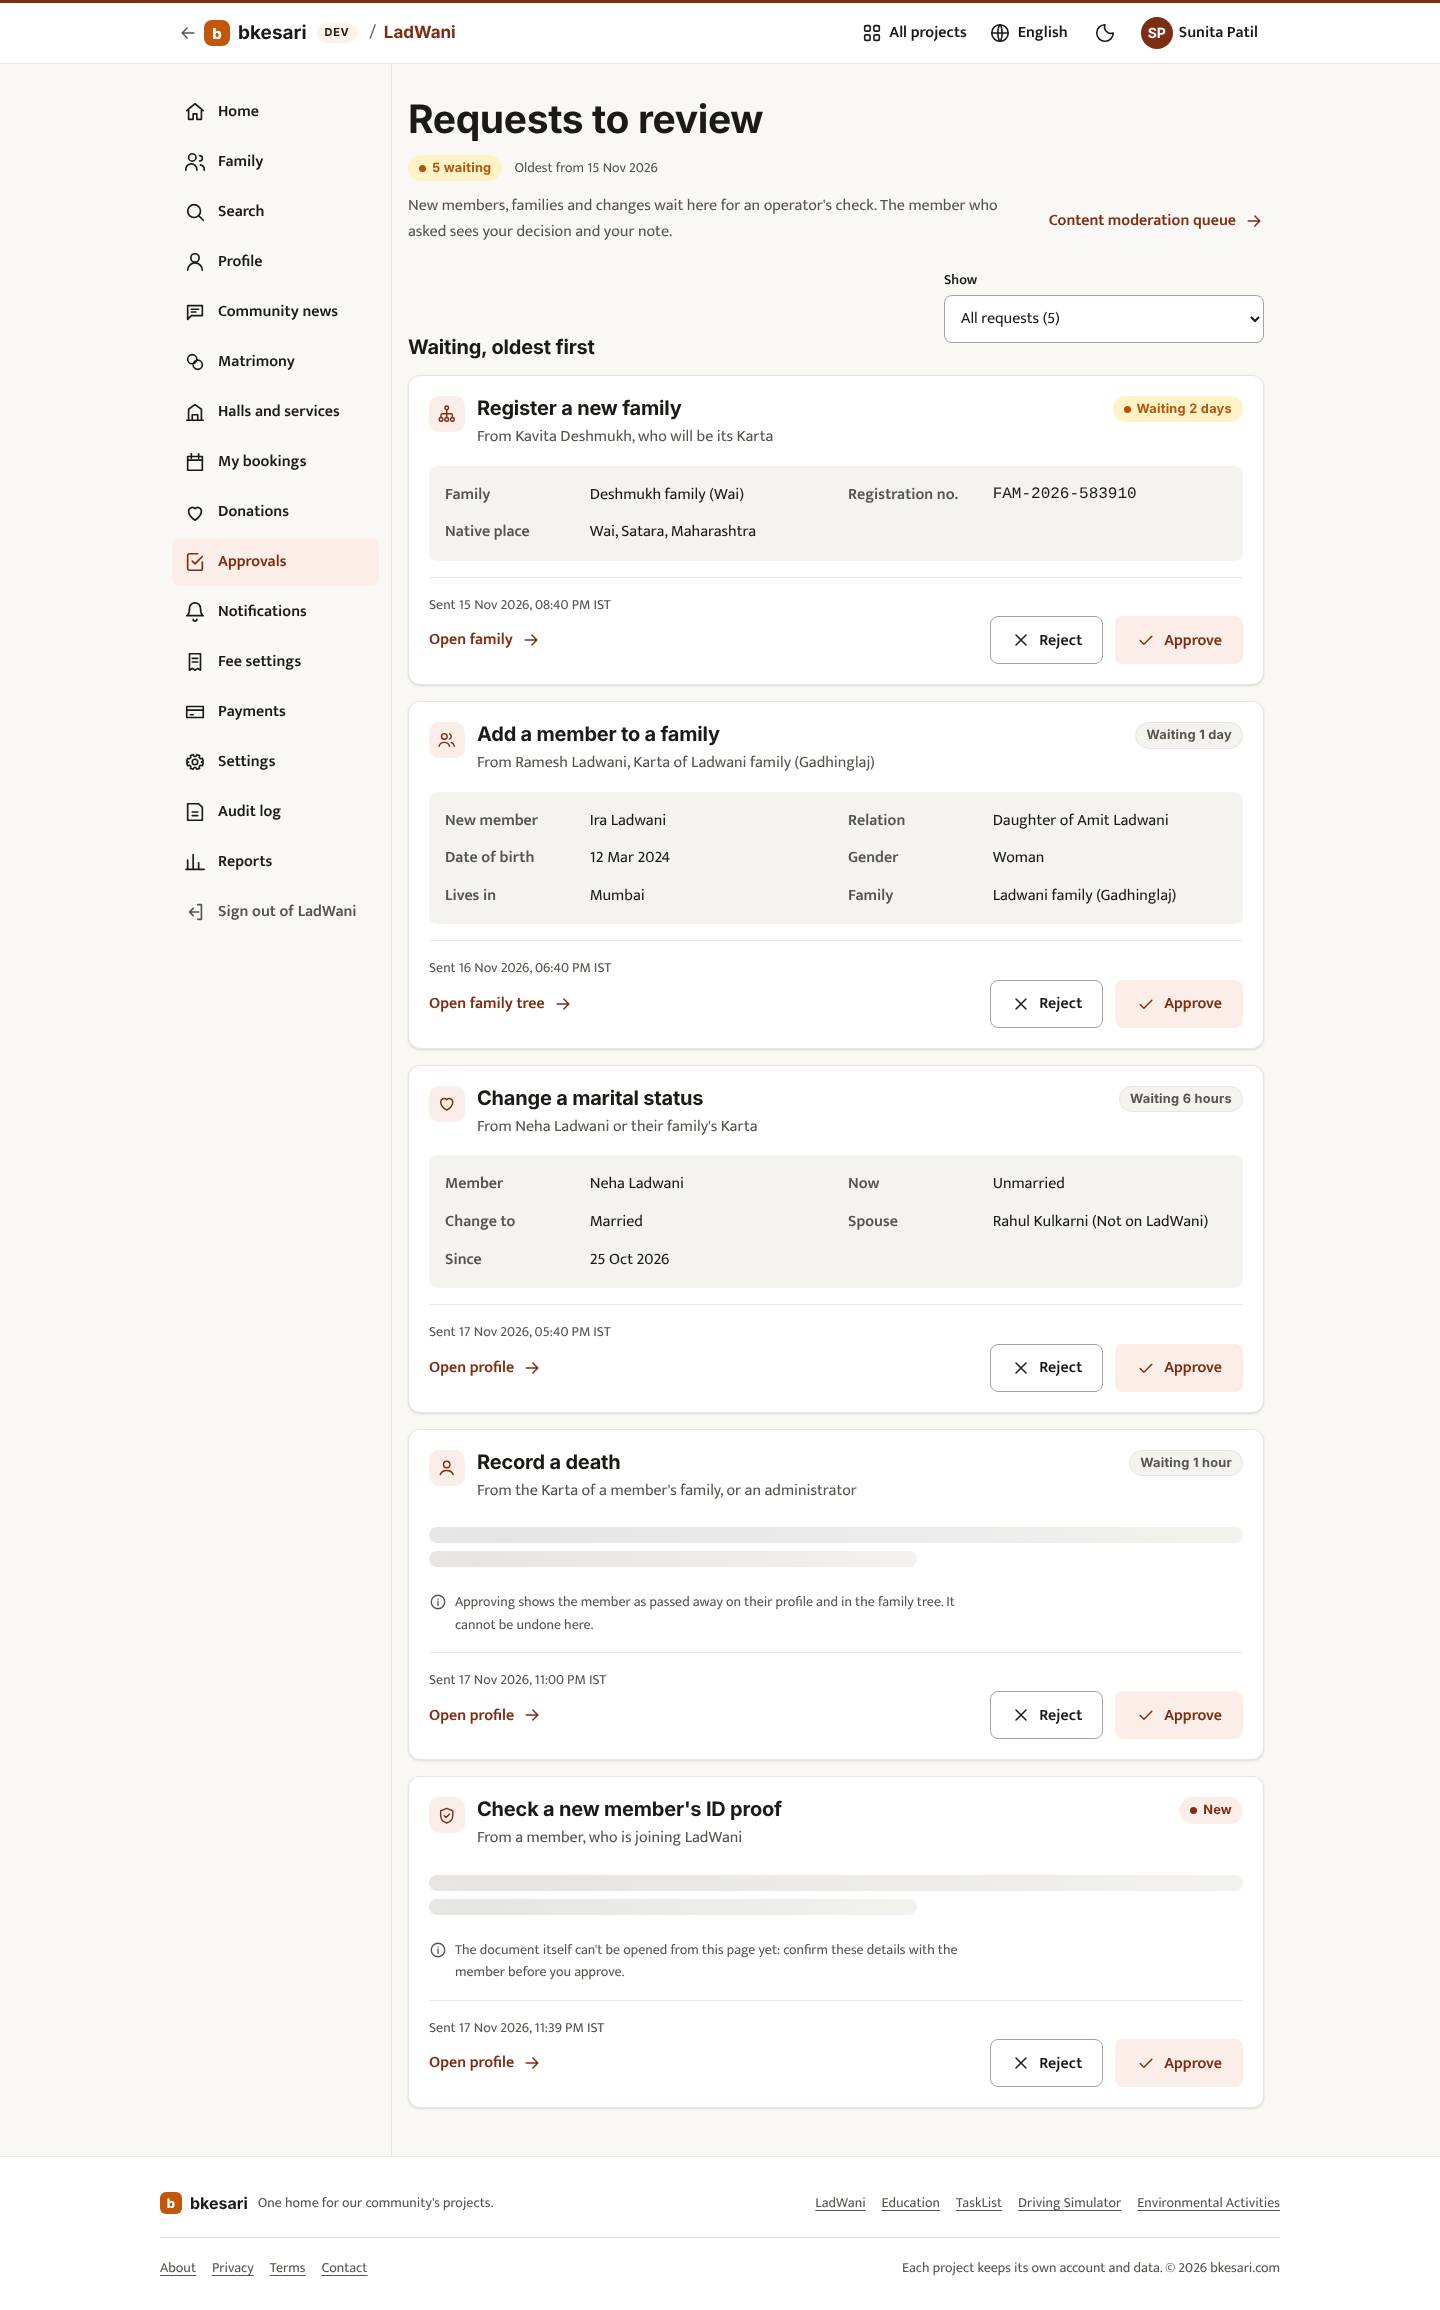 b bkesari DEV / LadWani
All projects English SP Sunita Patil
Home
Family
Search
Profile
Community news
Matrimony
Halls and services
My bookings
Donations
Approvals
Notifications
Fee settings
Payments
Settings
Audit log
Reports
Sign out of LadWani
Requests to review
5 waiting Oldest from 15 Nov 2026
New members, families and changes wait here for an operator's check. The member who
asked sees your decision and your note.
Content moderation queue
Show
All requests (5)
Waiting, oldest first
Register a new family Waiting 2 days
From Kavita Deshmukh, who will be its Karta
Family Deshmukh family (Wai) Registration no. FAM-2026-583910
Native place Wai, Satara, Maharashtra
Sent 15 Nov 2026, 08:40 PM IST
Open family Reject Approve
Add a member to a family Waiting 1 day
From Ramesh Ladwani, Karta of Ladwani family (Gadhinglaj)
New member Ira Ladwani Relation Daughter of Amit Ladwani
Date of birth 12 Mar 2024 Gender Woman
Lives in Mumbai Family Ladwani family (Gadhinglaj)
Sent 16 Nov 2026, 06:40 PM IST
Open family tree Reject Approve
Change a marital status Waiting 6 hours
From Neha Ladwani or their family's Karta
Member Neha Ladwani Now Unmarried
Change to Married Spouse Rahul Kulkarni (Not on LadWani)
Since 25 Oct 2026
Sent 17 Nov 2026, 05:40 PM IST
Open profile Reject Approve
Record a death Waiting 1 hour
From the Karta of a member's family, or an administrator
Approving shows the member as passed away on their profile and in the family tree. It
cannot be undone here.
Sent 17 Nov 2026, 11:00 PM IST
Open profile Reject Approve
Check a new member's ID proof New
From a member, who is joining LadWani
The document itself can't be opened from this page yet: confirm these details with the
member before you approve.
Sent 17 Nov 2026, 11:39 PM IST
Open profile Reject Approve
b bkesari One home for our community's projects.
LadWani Education TaskList Driving Simulator Environmental Activities
About Privacy Terms Contact
Each project keeps its own account and data. © 2026 bkesari.com